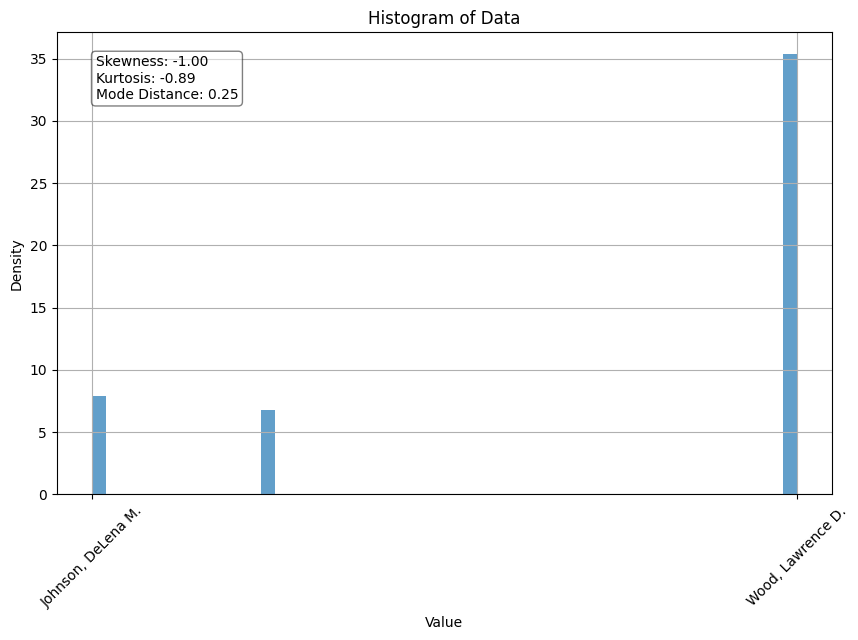 Histogram of Data
Skewness: -1.00
Kurtosis: -0.89
Mode Distance: 0.25
Density
35
30
25
20
15
10
5
0
Johnson, DeLena M.
Wood, Lawrence D.
Value